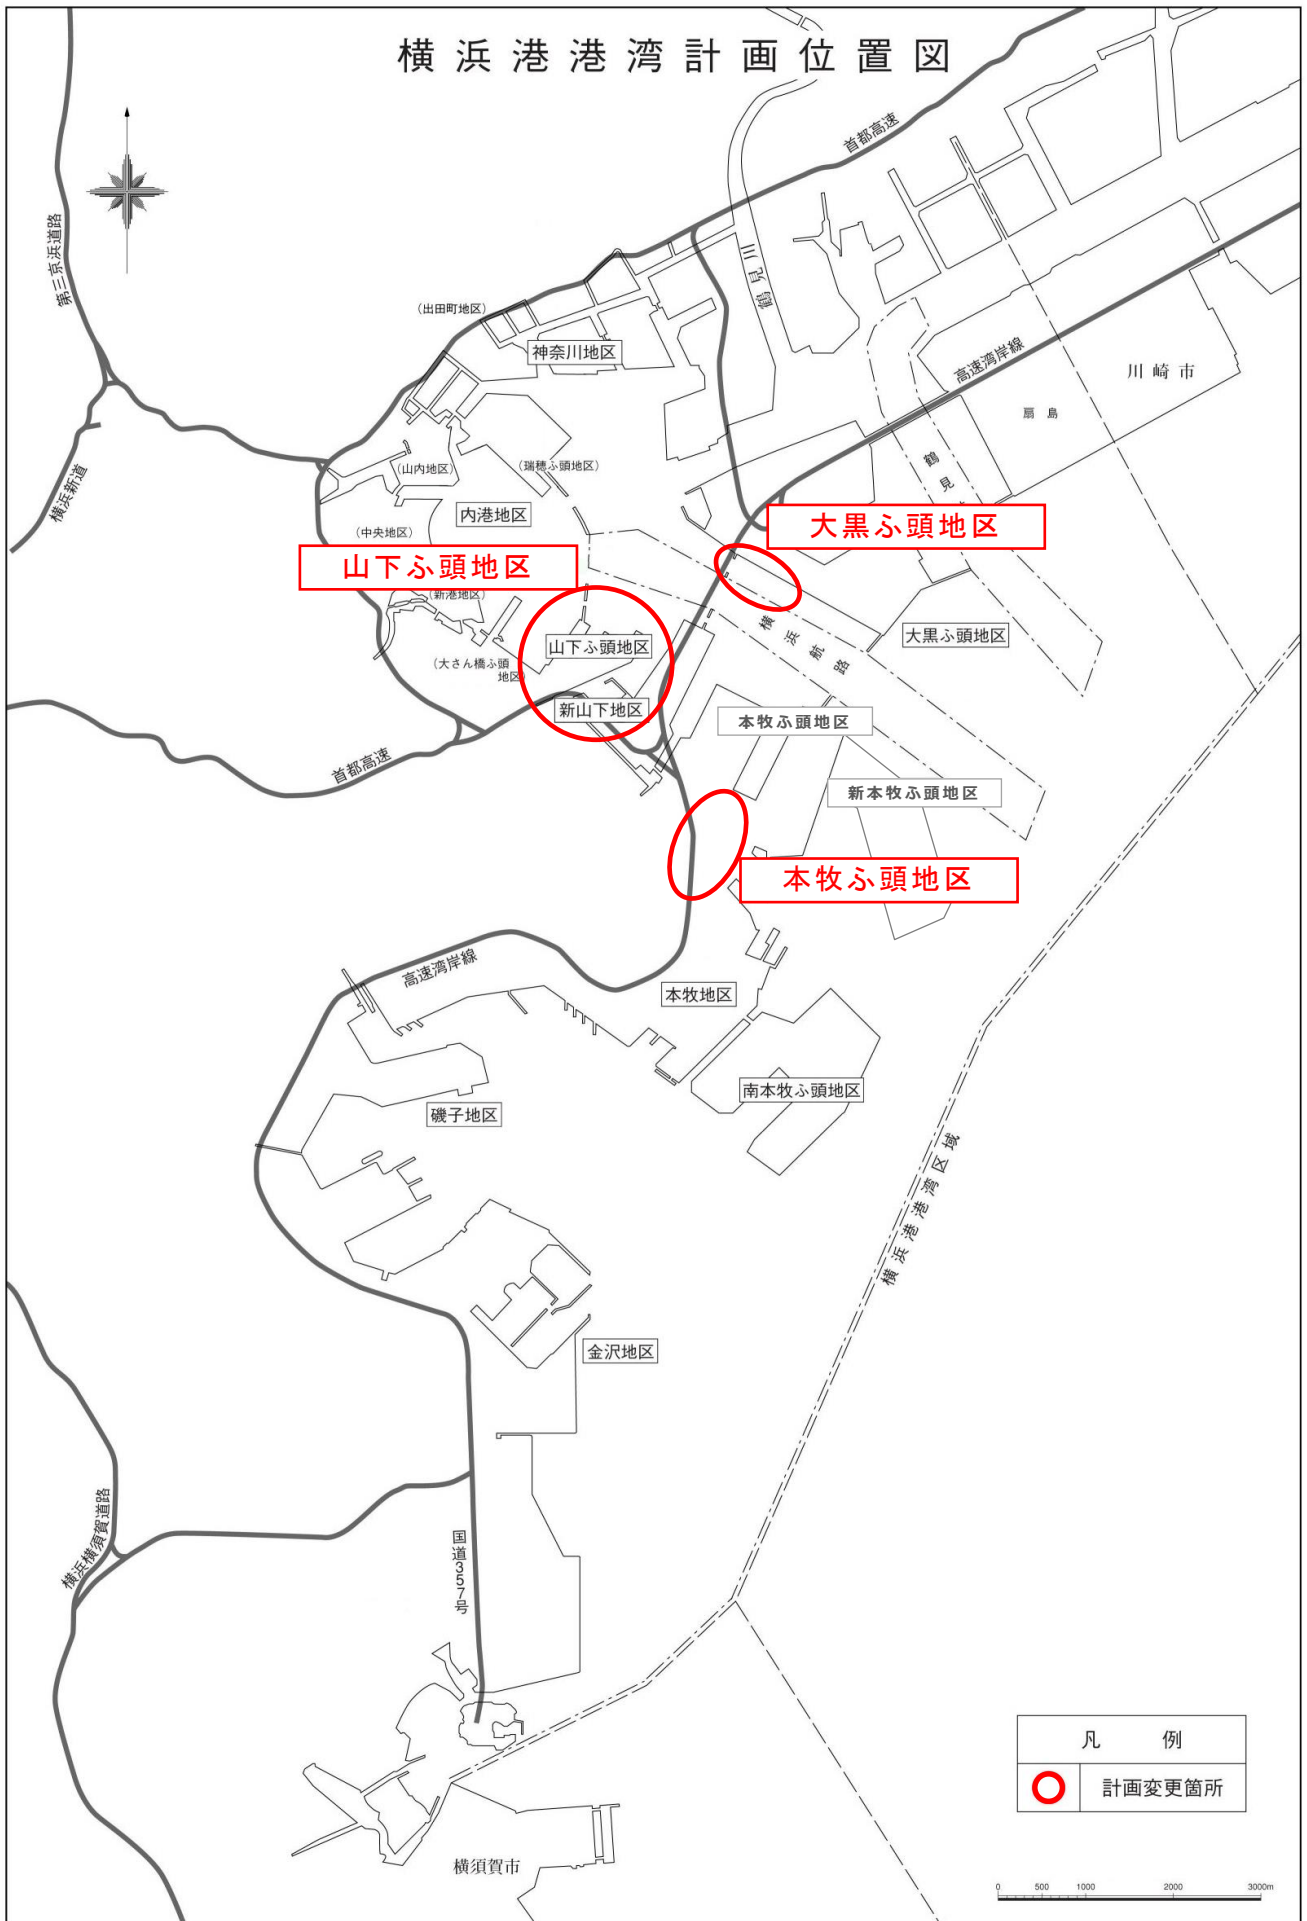 横浜港港湾計画位置図
首都高速
第三京浜道路
鶴見川
(出田町地区)
神奈川地区
高速湾岸線
川崎市
扇島
横浜新道
(山内地区)
(瑞穂ふ頭地区)
鶴見
内港地区
(中央地区)
大黒ふ頭地区
山下ふ頭地区
(新港地区)
横浜航路
大黒ふ頭地区
山下ふ頭地区
(大さん橋ふ頭
地区)
新山下地区
本牧ふ頭地区
首都高速
新本牧ふ頭地区
本牧ふ頭地区
高速湾岸線
本牧地区
南本牧ふ頭地区
磯子地区
横浜港港湾区域
金沢地区
横浜横須賀道路
国道357号
凡例
計画変更箇所
横須賀市
0 500 1000 2000 3000m